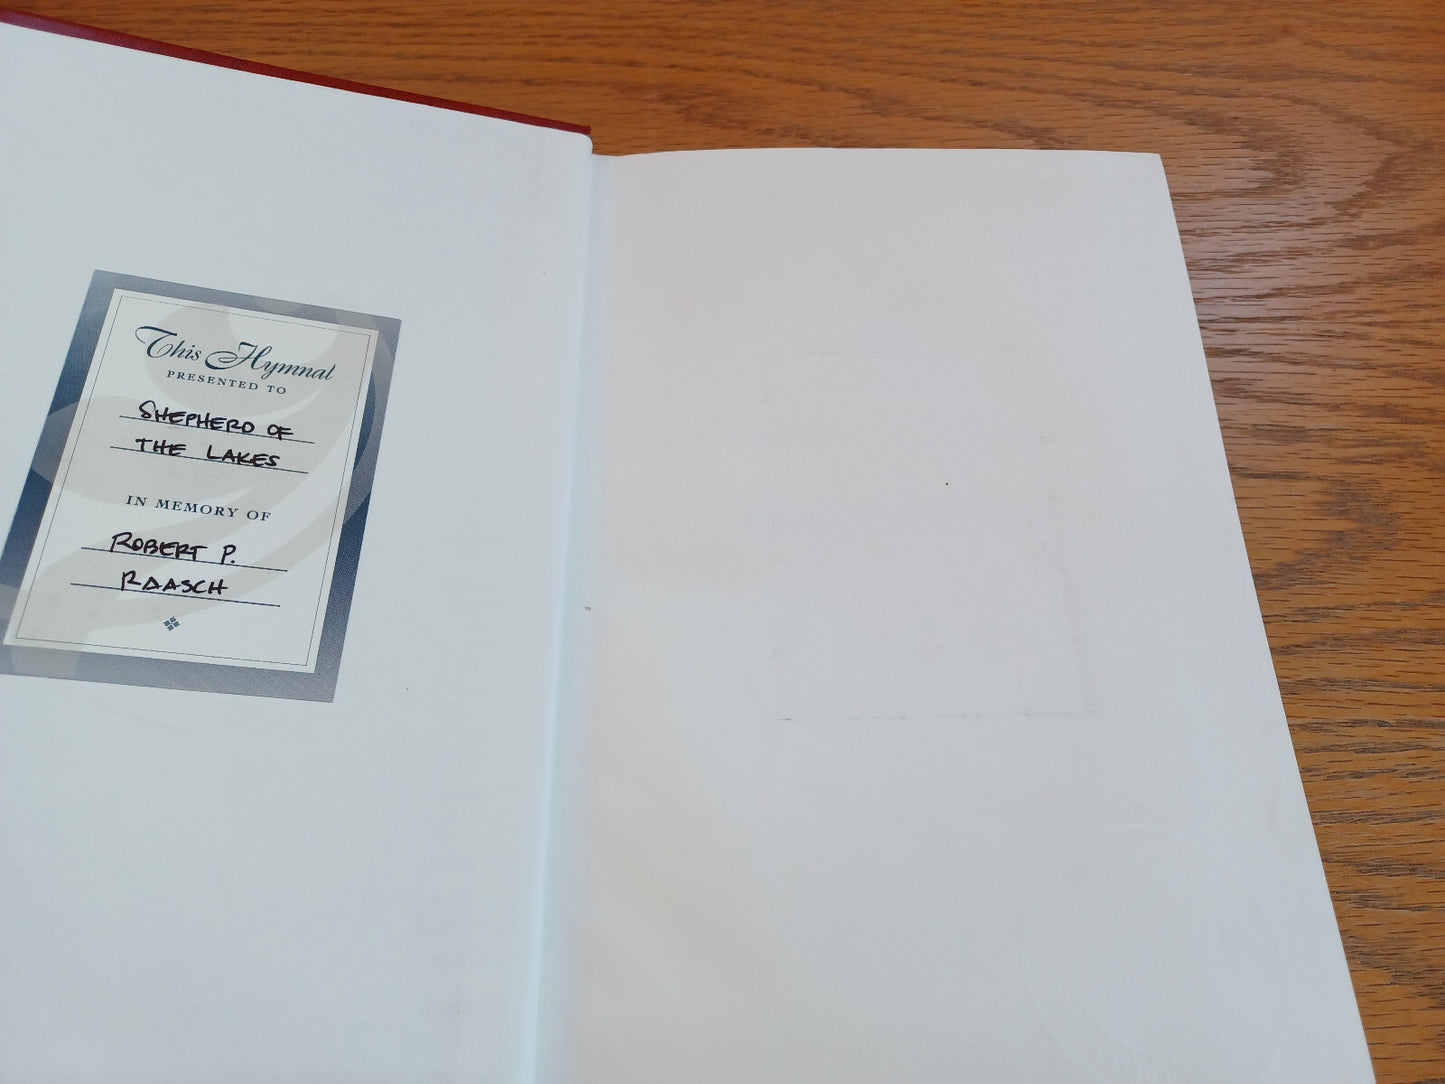 This Hymnal
PRESENTED TO
SHEPHERD OF
THE LAKES
IN MEMORY OF
ROBERT P.
RAASCH